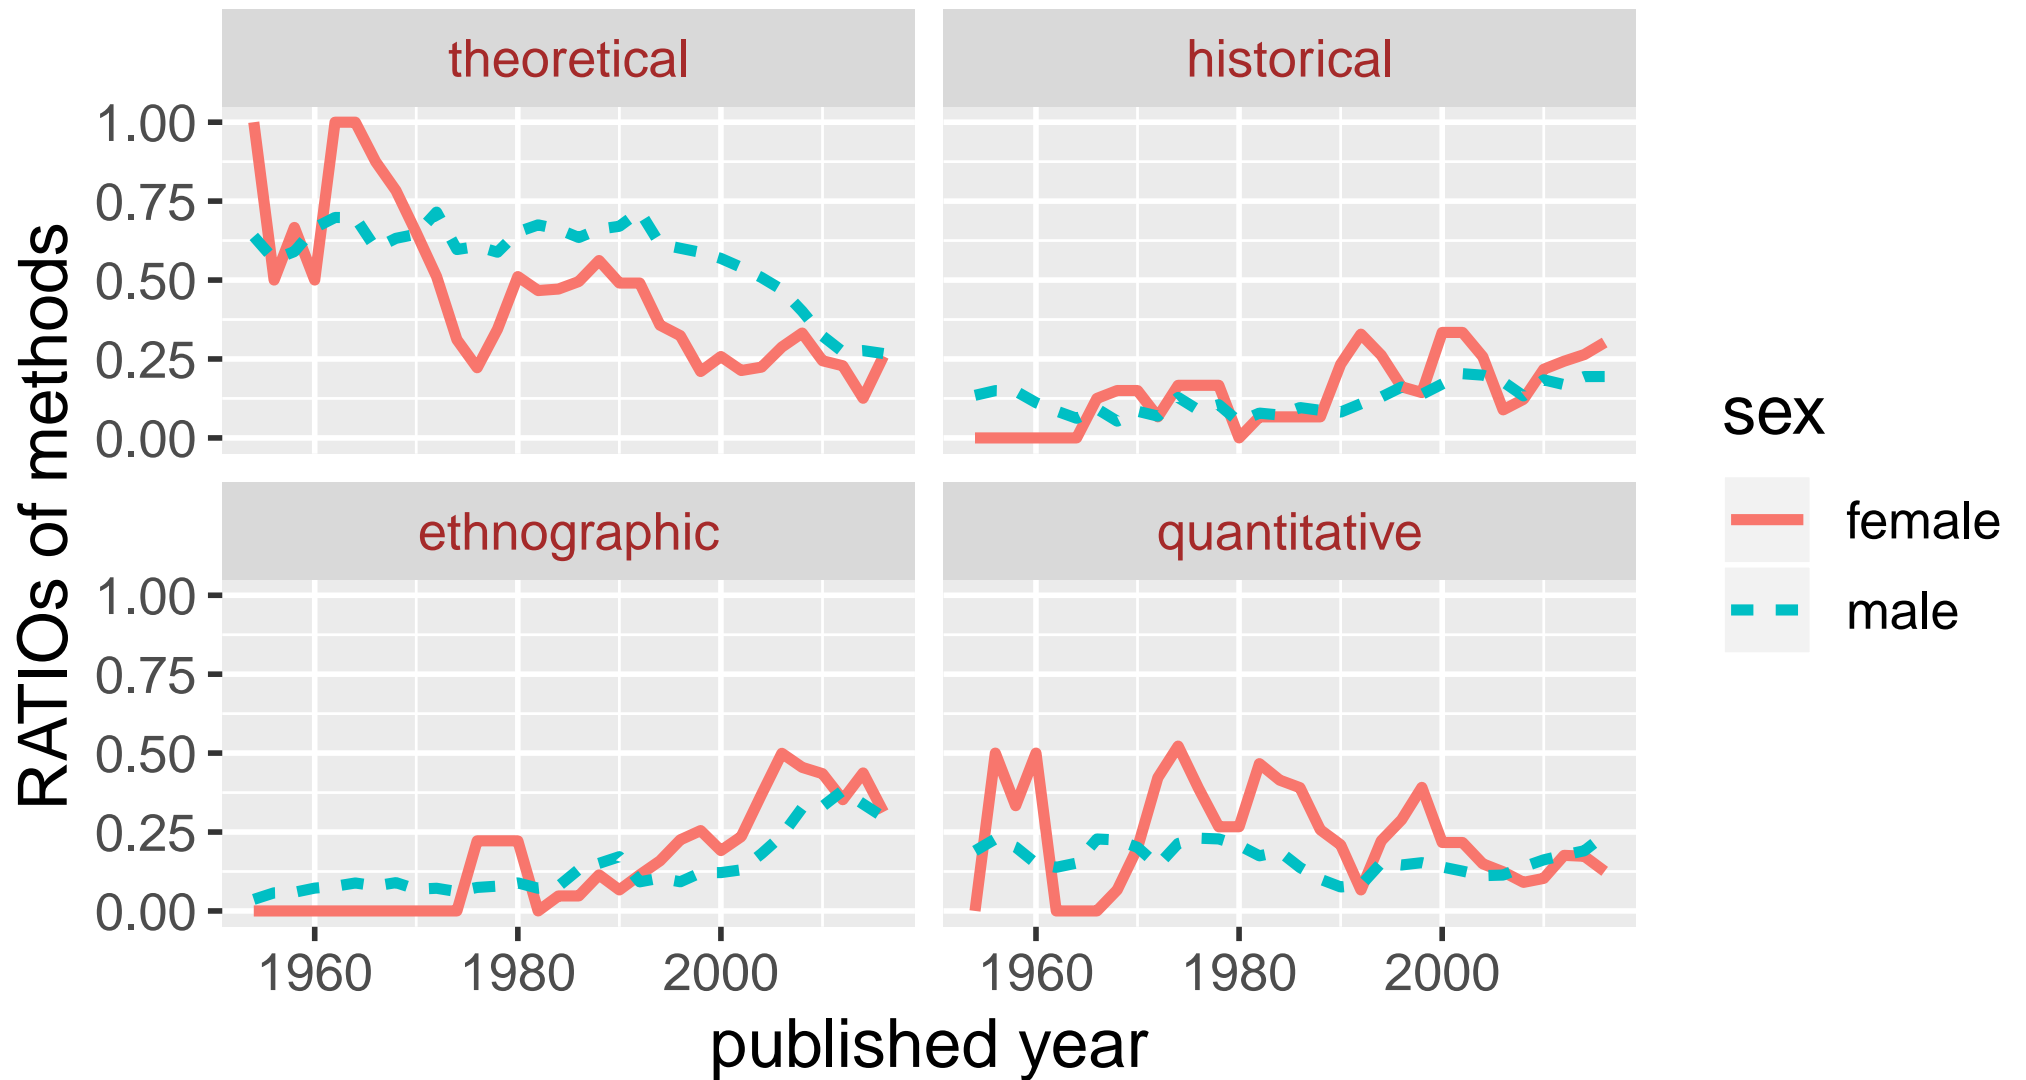 theoretical
historical
1.00
0.75
0.50
0.25
0.00
ethnographic
quantitative
1.00
0.75
0.50
0.25
0.00
1960 1980 2000
1960 1980 2000
published year
RATIOs of methods
sex
female
male